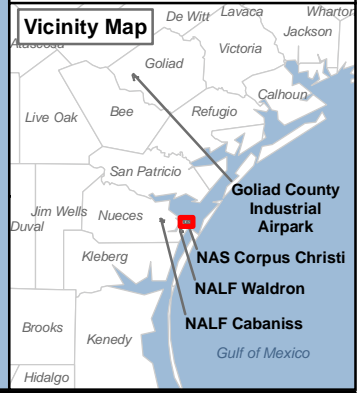 Vicinity Map
De Witt
Lavaca
Wharton
Jackson
Atascosa
Goliad
Victoria
Calhoun
Live Oak
Bee
Refugio
San Patricio
Goliad County
Industrial
Airpark
Jim Wells
Nueces
Duval
Kleberg
NAS Corpus Christi
NALF Waldron
NALF Cabaniss
Brooks
Kenedy
Gulf of Mexico
Hidalgo